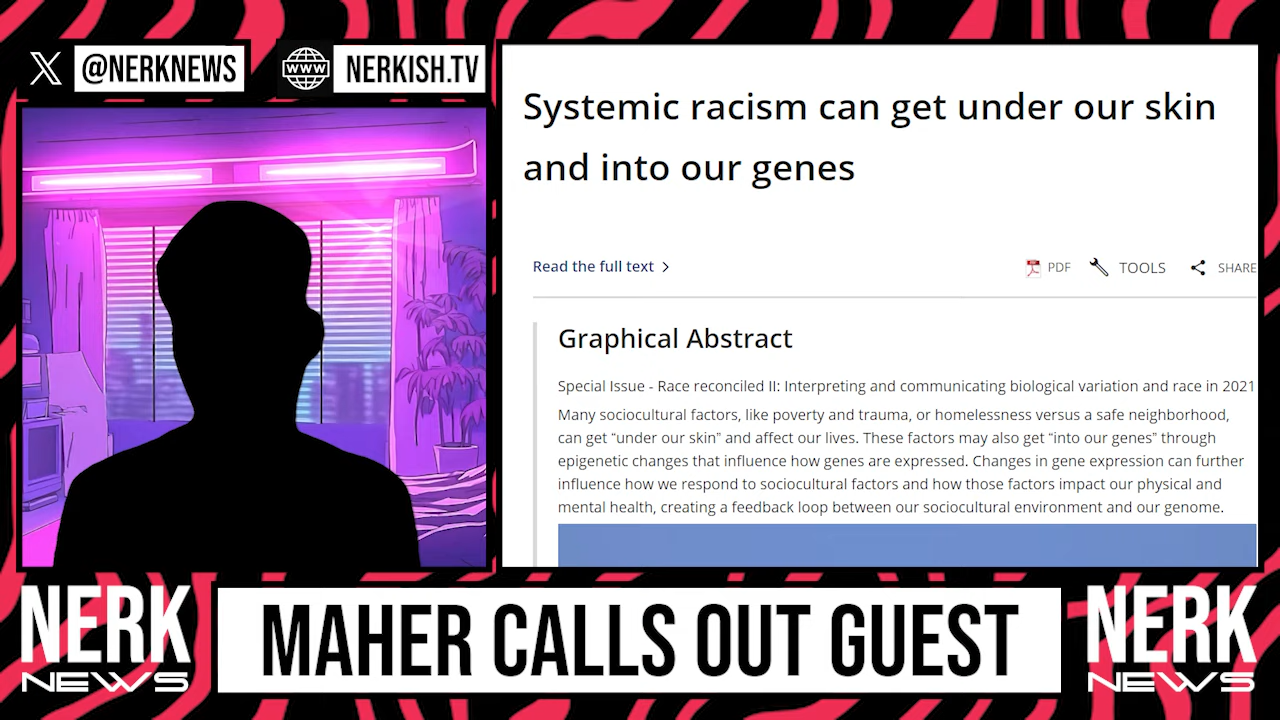 @NERKNEWS
WWW
NERKISH.TV
Systemic racism can get under our skin
and into our genes
Read the full text
PDF
TOOLS
SHARE
Graphical Abstract
Special Issue - Race reconciled II: Interpreting and communicating biological variation and race in 2021
Many sociocultural factors, like poverty and trauma, or homelessness versus a safe neighborhood,
can get “under our skin” and affect our lives. These factors may also get “into our genes” through
epigenetic changes that influence how genes are expressed. Changes in gene expression can further
influence how we respond to sociocultural factors and how those factors impact our physical and
mental health, creating a feedback loop between our sociocultural environment and our genome.
NERK
NEWS
MAHER CALLS OUT GUEST
NERK
NEWS